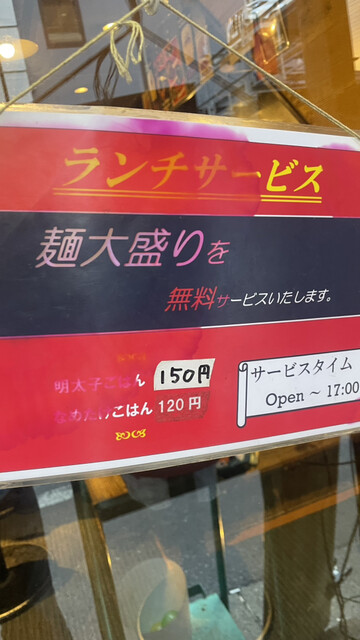 ランチサービス
麺大盛りを
無料サービスいたします。
明太子ごはん 150円
なめたけごはん 120円
サービスタイム
Open ~ 17:00